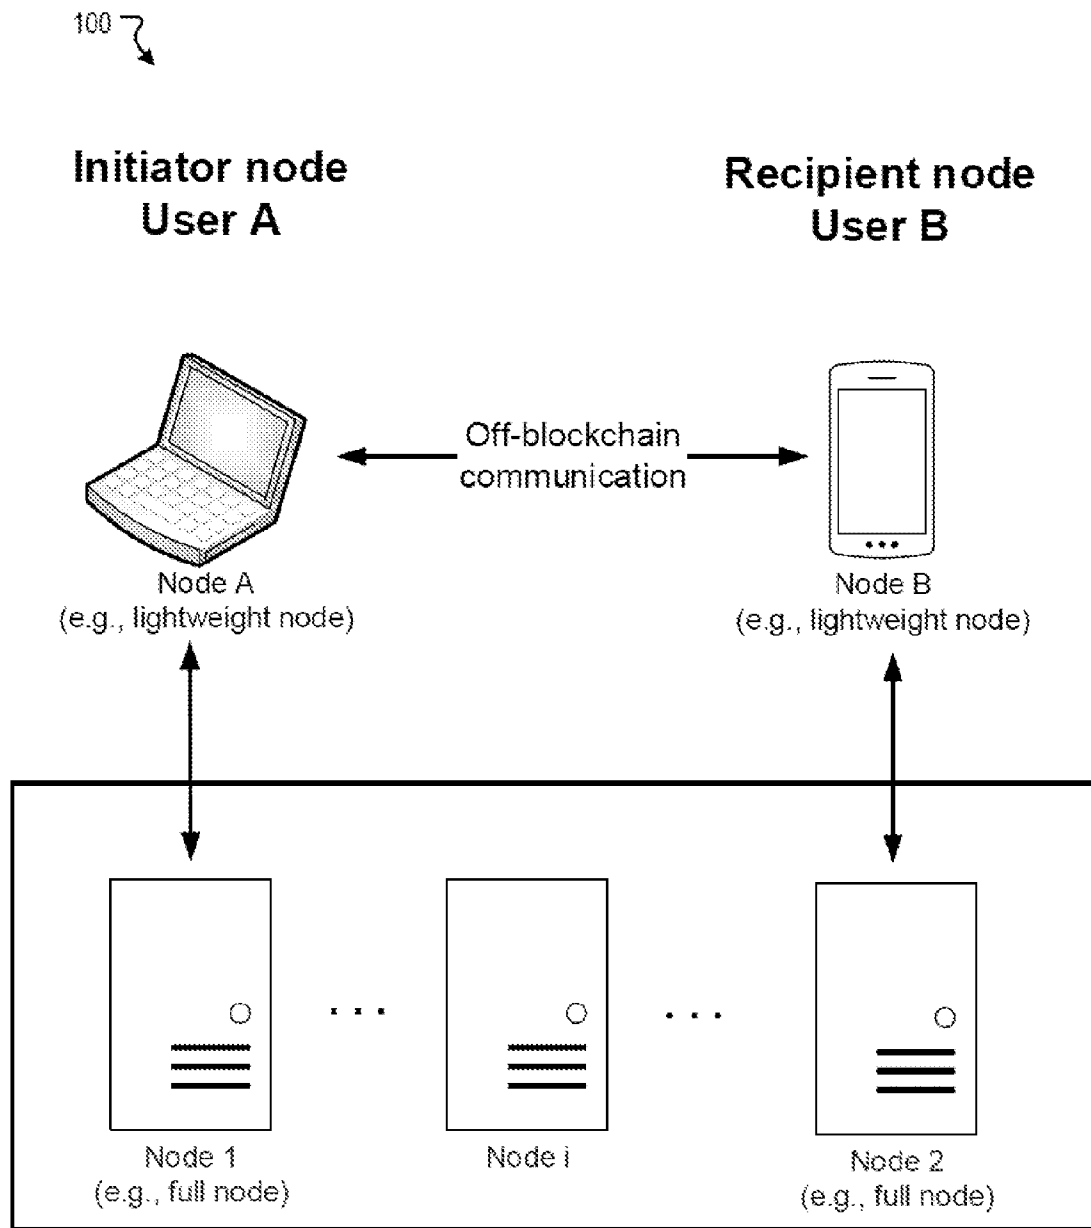 100
Initiator node
User A
Recipient node
User B
Off-blockchain
communication
Node A
(e.g., lightweight node)
Node B
(e.g., lightweight node)
Node 1
(e.g., full node)
Node i
Node 2
(e.g., full node)